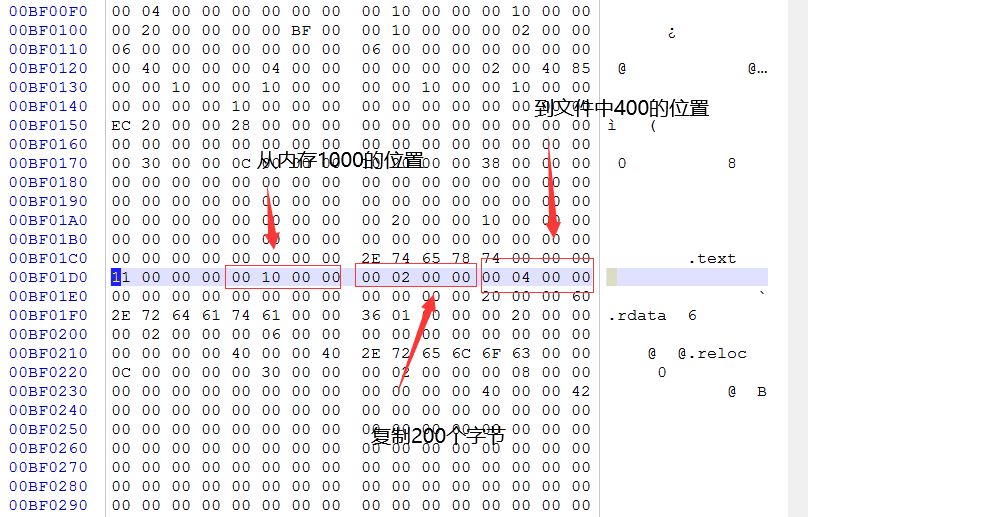 00BF00F0 00 04 00 00 00 00 00 00 00 10 00 00 00 10 00 00
00BF0100 00 20 00 00 00 00 BF 00 00 10 00 00 00 02 00 00 ¿
00BF0110 06 00 00 00 00 00 00 00 06 00 00 00 00 00 00 00
00BF0120 00 40 00 00 00 04 00 00 00 00 00 00 02 00 40 85 @ @…
00BF0130 00 00 10 00 00 10 00 00 00 00 10 00 00 10 00 00
到文件中400的位置
00BF0140 00 00 00 00 10 00 00 00 00 00 00 00 00 00 00 00
00BF0150 EC 20 00 00 28 00 00 00 00 00 00 00 00 00 00 00 ì (
00BF0160 00 00 00 00 00 00 00 00 00 00 00 00 00 00 00 00
从内存1000的位置
00BF0170 00 30 00 00 0C 38 00 00 00 0 8
00BF0180 00 00 00 00 00 00 00 00 00 00 00 00 00 00 00 00
00BF0190 00 00 00 00 00 00 00 00 00 00 00 00 00 00 00 00
00BF01A0 00 00 00 00 00 00 00 00 00 20 00 00 10 00 00 00
00BF01B0 00 00 00 00 00 00 00 00 00 00 00 00 00 00 00 00
00BF01C0 00 00 00 00 00 00 00 00 2E 74 65 78 74 00 00 00 .text
00BF01D0 11 00 00 00 00 10 00 00 00 02 00 00 00 04 00 00
00BF01E0 00 00 00 00 00 00 00 00 00 00 00 00 20 00 00 60 `
00BF01F0 2E 72 64 61 74 61 00 00 36 01 00 00 00 20 00 00 .rdata 6
00BF0200 00 02 00 00 00 06 00 00 00 00 00 00 00 00 00 00
00BF0210 00 00 00 00 40 00 00 40 2E 72 65 6C 6F 63 00 00 @ @.reloc
00BF0220 0C 00 00 00 00 30 00 00 00 02 00 00 00 08 00 00 0
00BF0230 00 00 00 00 00 00 00 00 00 00 00 00 40 00 00 42 @ B
00BF0240 00 00 00 00 00 00 00 00 00 00 00 00 00 00 00 00
00BF0250 00 00 00 00 00 00 00 00 00 00 00 00 00 00 00 00
复制200个字节
00BF0260 00 00 00 00 00 00 00 00 00 00 00 00 00 00 00 00
00BF0270 00 00 00 00 00 00 00 00 00 00 00 00 00 00 00 00
00BF0280 00 00 00 00 00 00 00 00 00 00 00 00 00 00 00 00
00BF0290 00 00 00 00 00 00 00 00 00 00 00 00 00 00 00 00